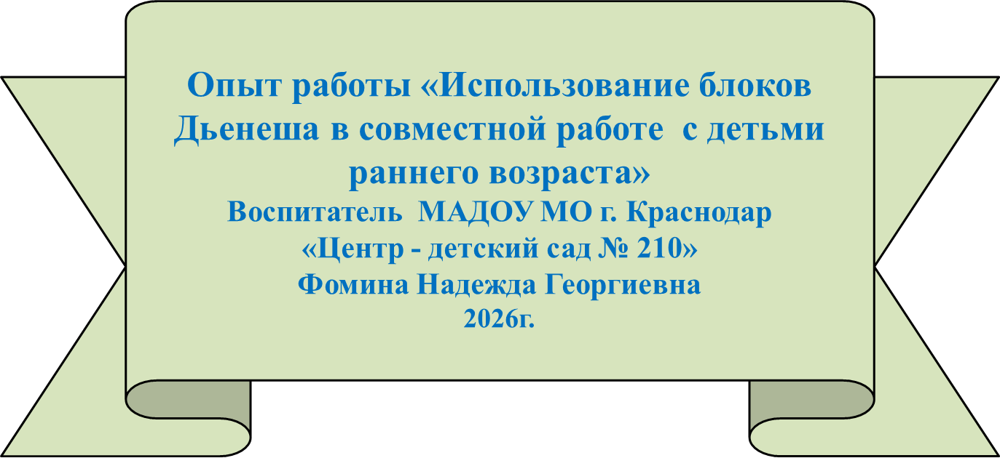 Опыт работы «Использование блоков
Дьенеша в совместной работе  с детьми
раннего возраста»
Воспитатель  МАДОУ МО г. Краснодар
«Центр - детский сад № 210»
Фомина Надежда Георгиевна
2026г.